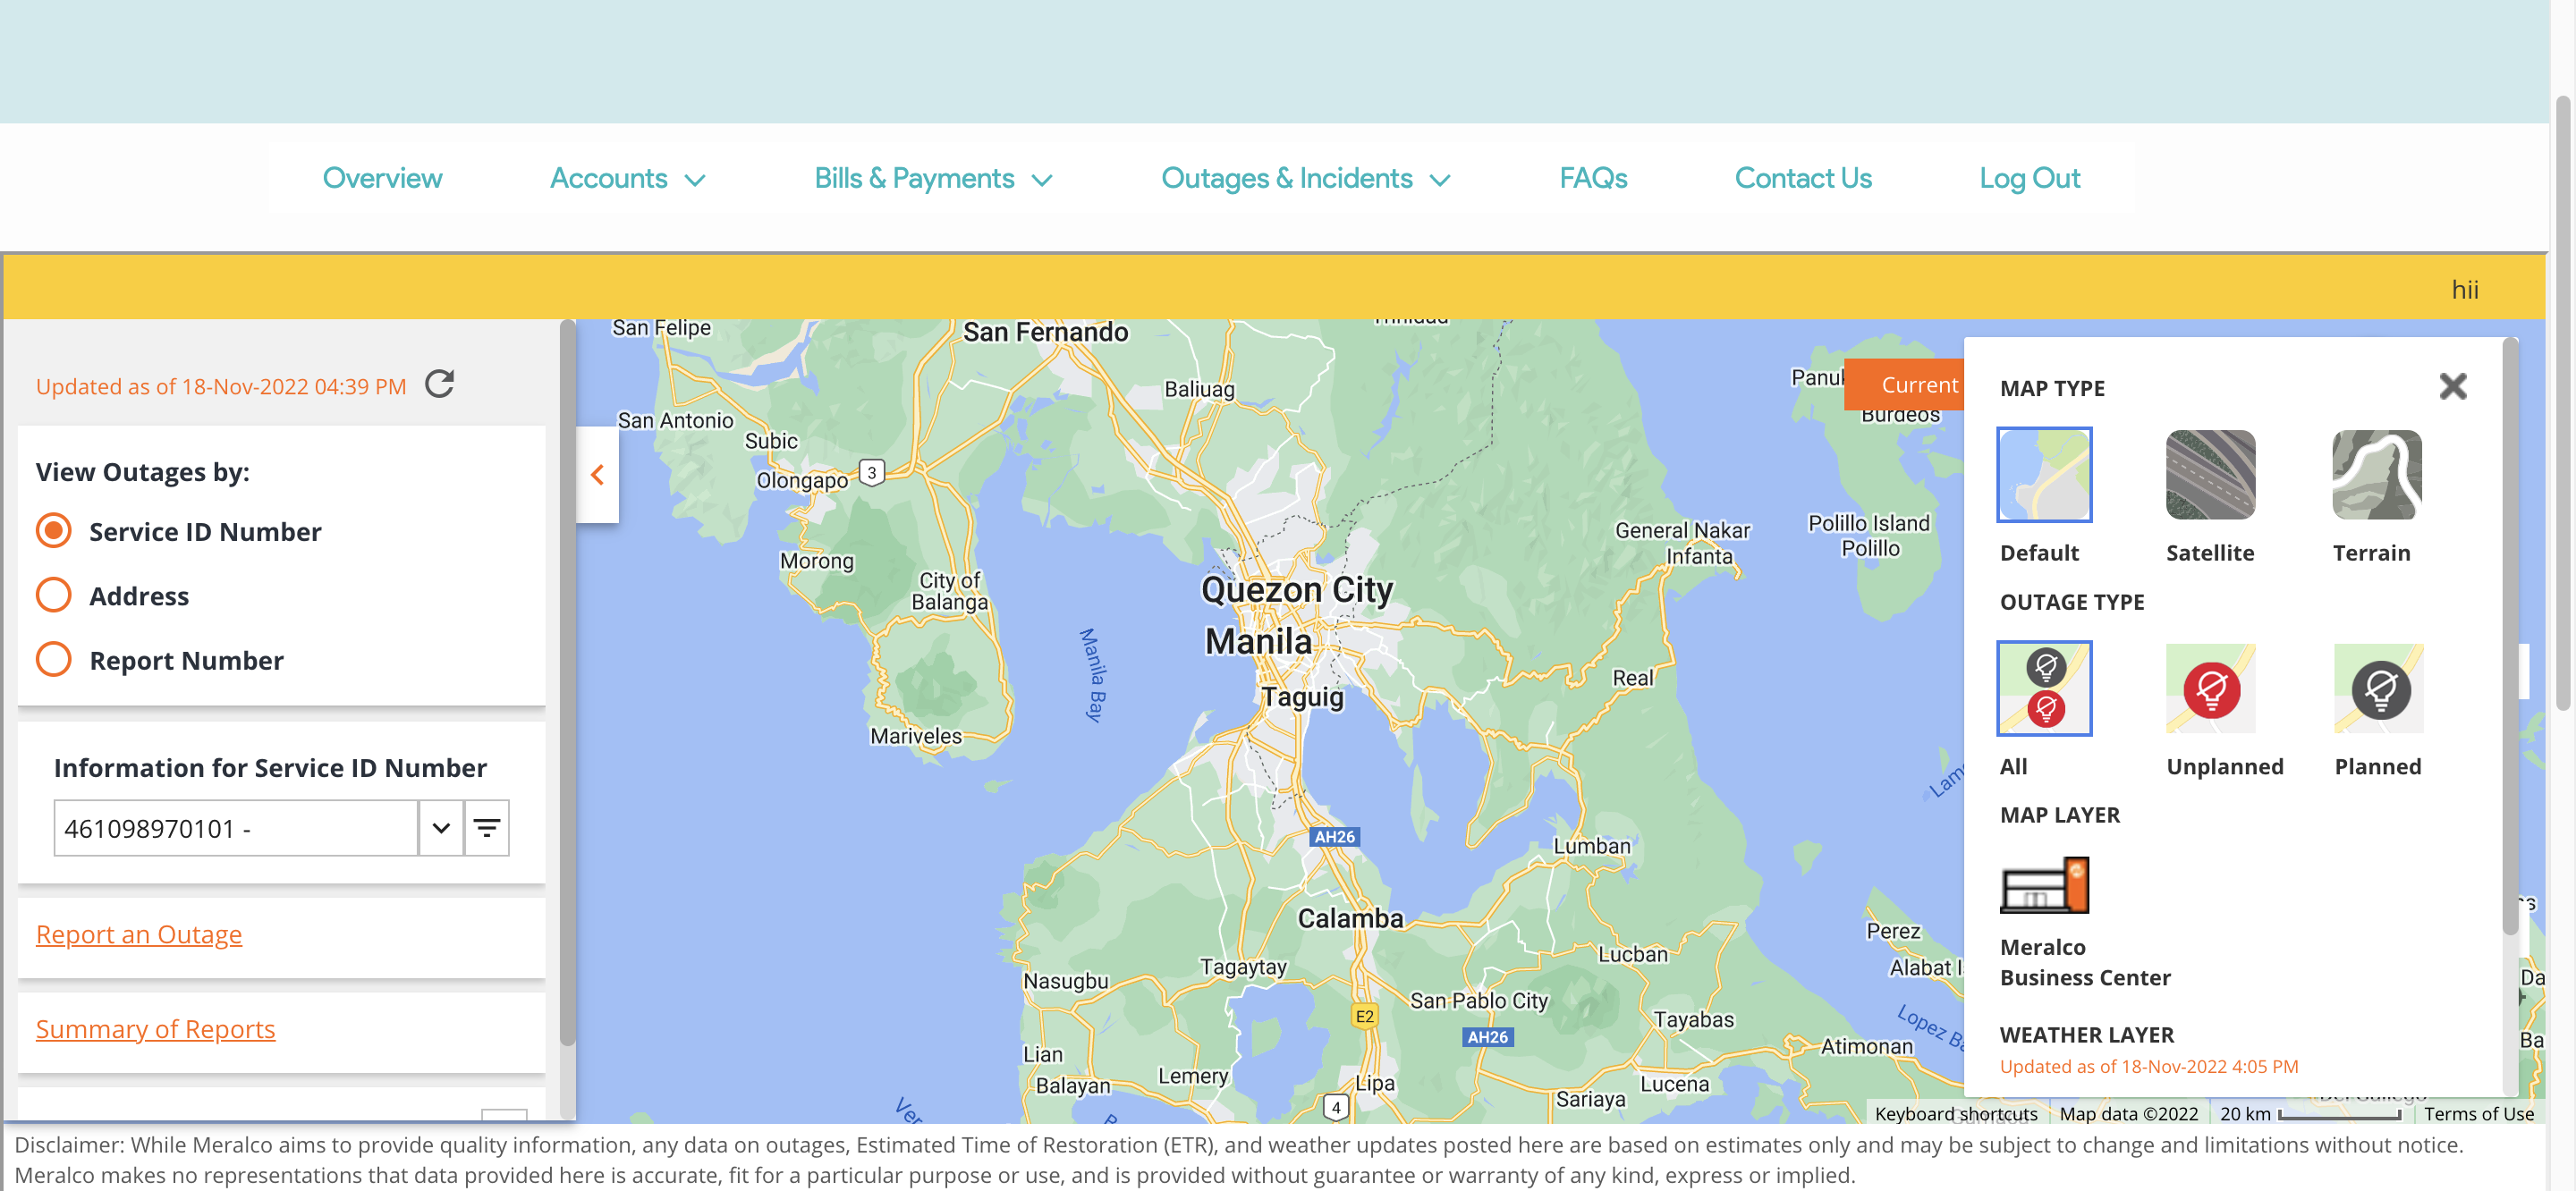 Overview Accounts Bills & Payments Outages & Incidents FAQs Contact Us Log Out
hii
Updated as of 18-Nov-2022 04:39 PM
View Outages by:
Service ID Number
Address
Report Number
Information for Service ID Number
461098970101 -
Report an Outage
Summary of Reports
San Felipe
San Fernando
Trinidad
Baliuag
San Antonio
Subic
Olongapo
3
Morong
City of
Balanga
Quezon City
Manila
Manila Bay
Taguig
Mariveles
General Nakar
Infanta
Polillo Island
Polillo
Burdeos
Real
AH26
Lumban
Calamba
Perez
Lucban
Tagaytay
Nasugbu
San Pablo City
E2
AH26
Tayabas
Atimonan
Lian
Balayan
Lemery
Lipa
Lucena
Sariaya
4
Current
MAP TYPE
Default Satellite Terrain
OUTAGE TYPE
All Unplanned Planned
MAP LAYER
Meralco
Business Center
WEATHER LAYER
Updated as of 18-Nov-2022 4:05 PM
Keyboard shortcuts Map data ©2022 20 km Terms of Use
Disclaimer: While Meralco aims to provide quality information, any data on outages, Estimated Time of Restoration (ETR), and weather updates posted here are based on estimates only and may be subject to change and limitations without notice.
Meralco makes no representations that data provided here is accurate, fit for a particular purpose or use, and is provided without guarantee or warranty of any kind, express or implied.